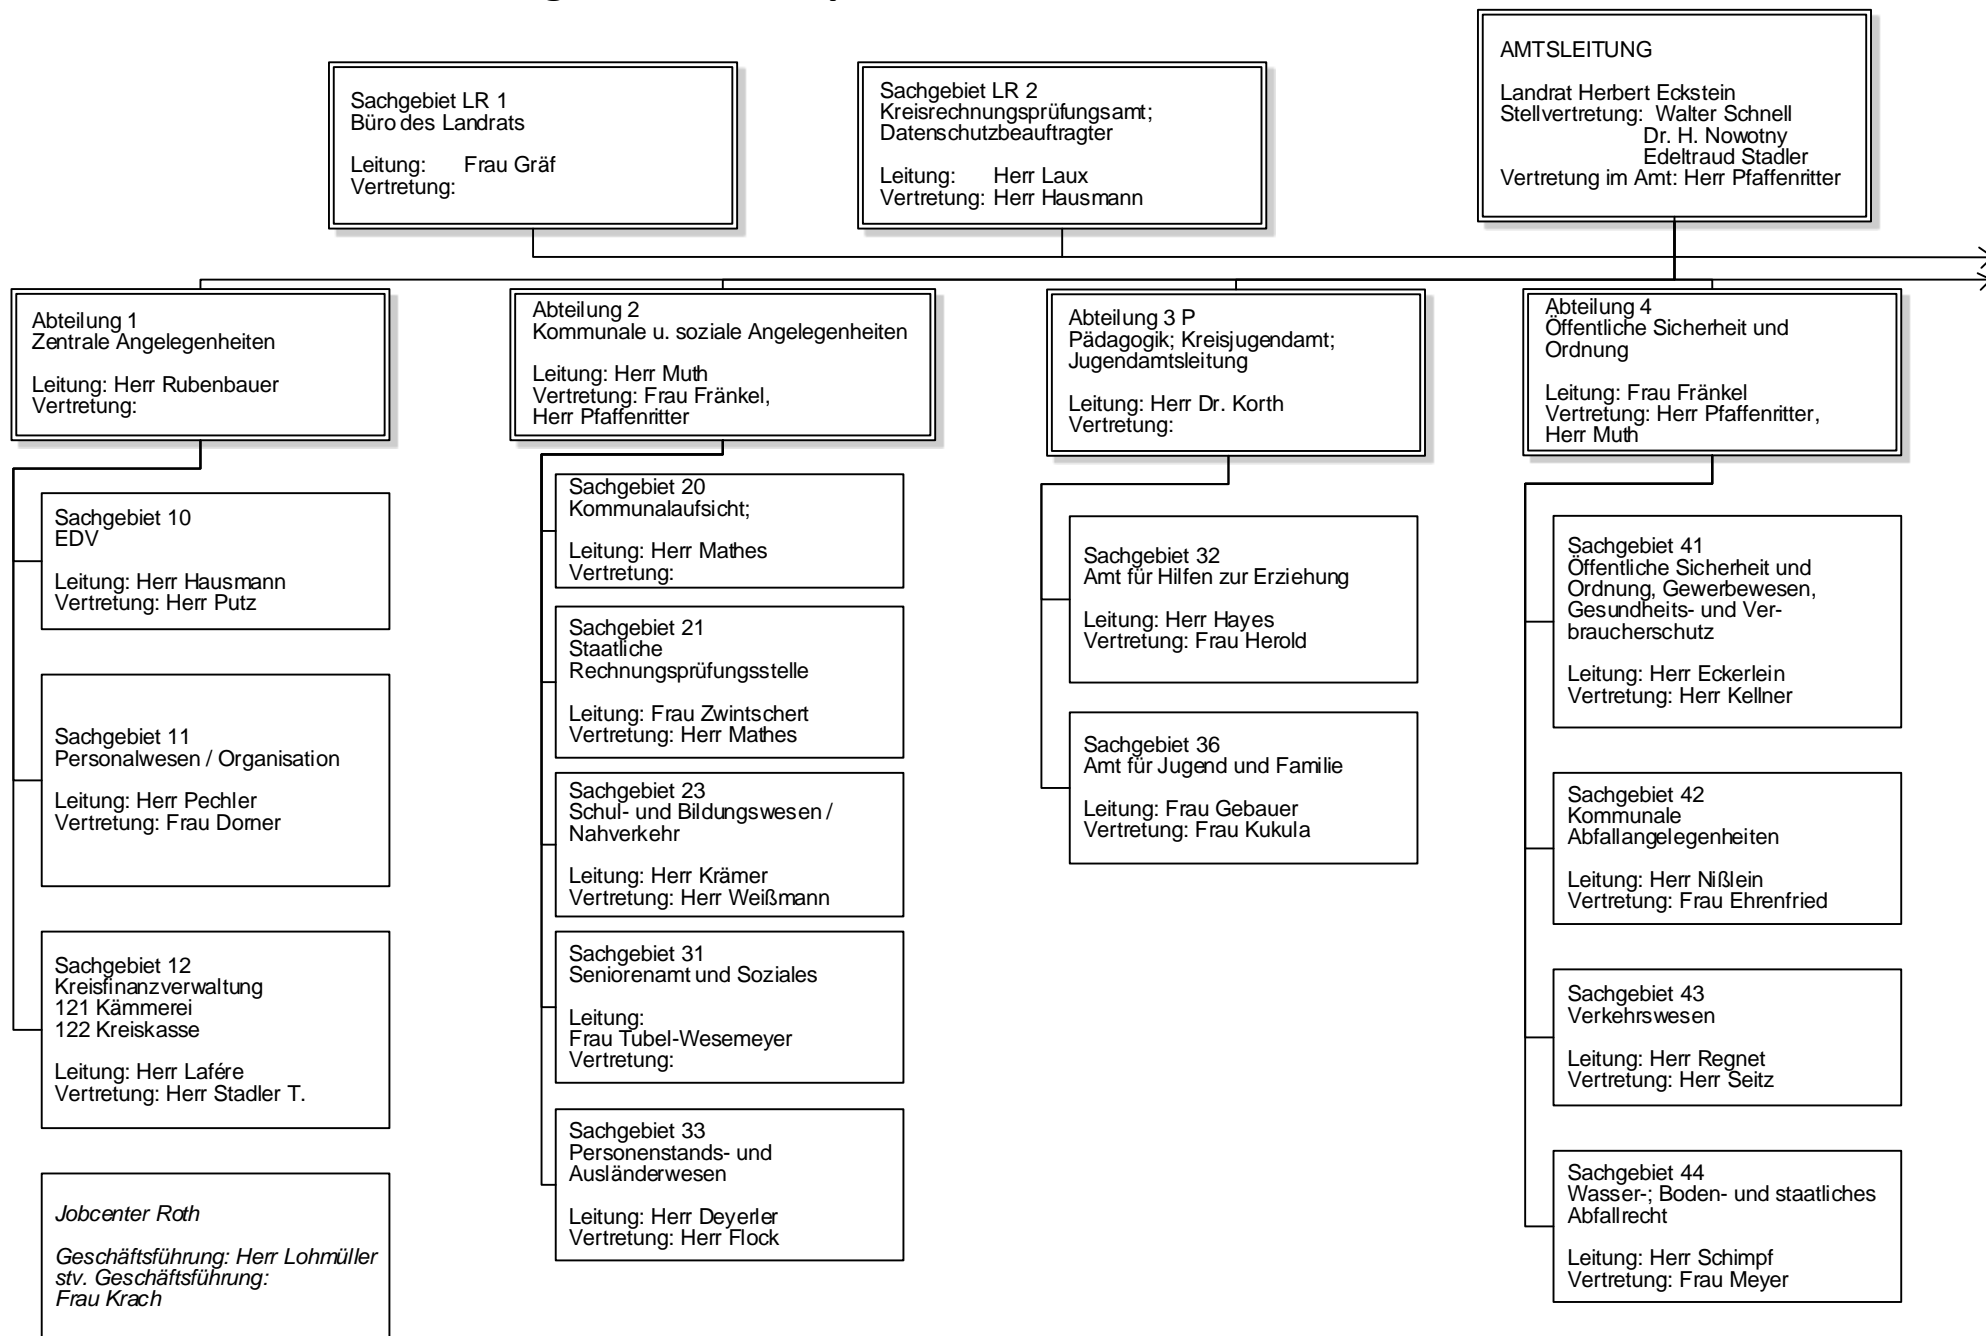 Sachgebiet LR 1
Büro des Landrats
Leitung: Frau Gräf
Vertretung:
Sachgebiet LR 2
Kreisrechnungsprüfungsamt;
Datenschutzbeauftragter
Leitung: Herr Laux
Vertretung: Herr Hausmann
AMTSLEITUNG
Landrat Herbert Eckstein
Stellvertretung: Walter Schnell
Dr. H. Nowotny
Edeltraud Stadler
Vertretung im Amt: Herr Pfaffenritter
Abteilung 1
Zentrale Angelegenheiten
Leitung: Herr Rubenbauer
Vertretung:
Sachgebiet 10
EDV
Leitung: Herr Hausmann
Vertretung: Herr Putz
Sachgebiet 11
Personalwesen / Organisation
Leitung: Herr Pechler
Vertretung: Frau Dorner
Sachgebiet 12
Kreisfinanzverwaltung
121 Kämmerei
122 Kreiskasse
Leitung: Herr Lafére
Vertretung: Herr Stadler T.
Jobcenter Roth
Geschäftsführung: Herr Lohmüller
stv. Geschäftsführung:
Frau Krach
Abteilung 2
Kommunale u. soziale Angelegenheiten
Leitung: Herr Muth
Vertretung: Frau Fränkel,
Herr Pfaffenritter
Sachgebiet 20
Kommunalaufsicht;
Leitung: Herr Mathes
Vertretung:
Sachgebiet 21
Staatliche
Rechnungsprüfungsstelle
Leitung: Frau Zwintschert
Vertretung: Herr Mathes
Sachgebiet 23
Schul- und Bildungswesen /
Nahverkehr
Leitung: Herr Krämer
Vertretung: Herr Weißmann
Sachgebiet 31
Seniorenamt und Soziales
Leitung:
Frau Tubel-Wesemeyer
Vertretung:
Sachgebiet 33
Personenstands- und
Ausländerwesen
Leitung: Herr Deyerler
Vertretung: Herr Flock
Abteilung 3 P
Pädagogik; Kreisjugendamt;
Jugendamtsleitung
Leitung: Herr Dr. Korth
Vertretung:
Sachgebiet 32
Amt für Hilfen zur Erziehung
Leitung: Herr Hayes
Vertretung: Frau Herold
Sachgebiet 36
Amt für Jugend und Familie
Leitung: Frau Gebauer
Vertretung: Frau Kukula
Abteilung 4
Öffentliche Sicherheit und
Ordnung
Leitung: Frau Fränkel
Vertretung: Herr Pfaffenritter,
Herr Muth
Sachgebiet 41
Öffentliche Sicherheit und
Ordnung, Gewerbewesen,
Gesundheits- und Ver-
braucherschutz
Leitung: Herr Eckerlein
Vertretung: Herr Kellner
Sachgebiet 42
Kommunale
Abfallangelegenheiten
Leitung: Herr Nißlein
Vertretung: Frau Ehrenfried
Sachgebiet 43
Verkehrswesen
Leitung: Herr Regnet
Vertretung: Herr Seitz
Sachgebiet 44
Wasser-; Boden- und staatliches
Abfallrecht
Leitung: Herr Schimpf
Vertretung: Frau Meyer